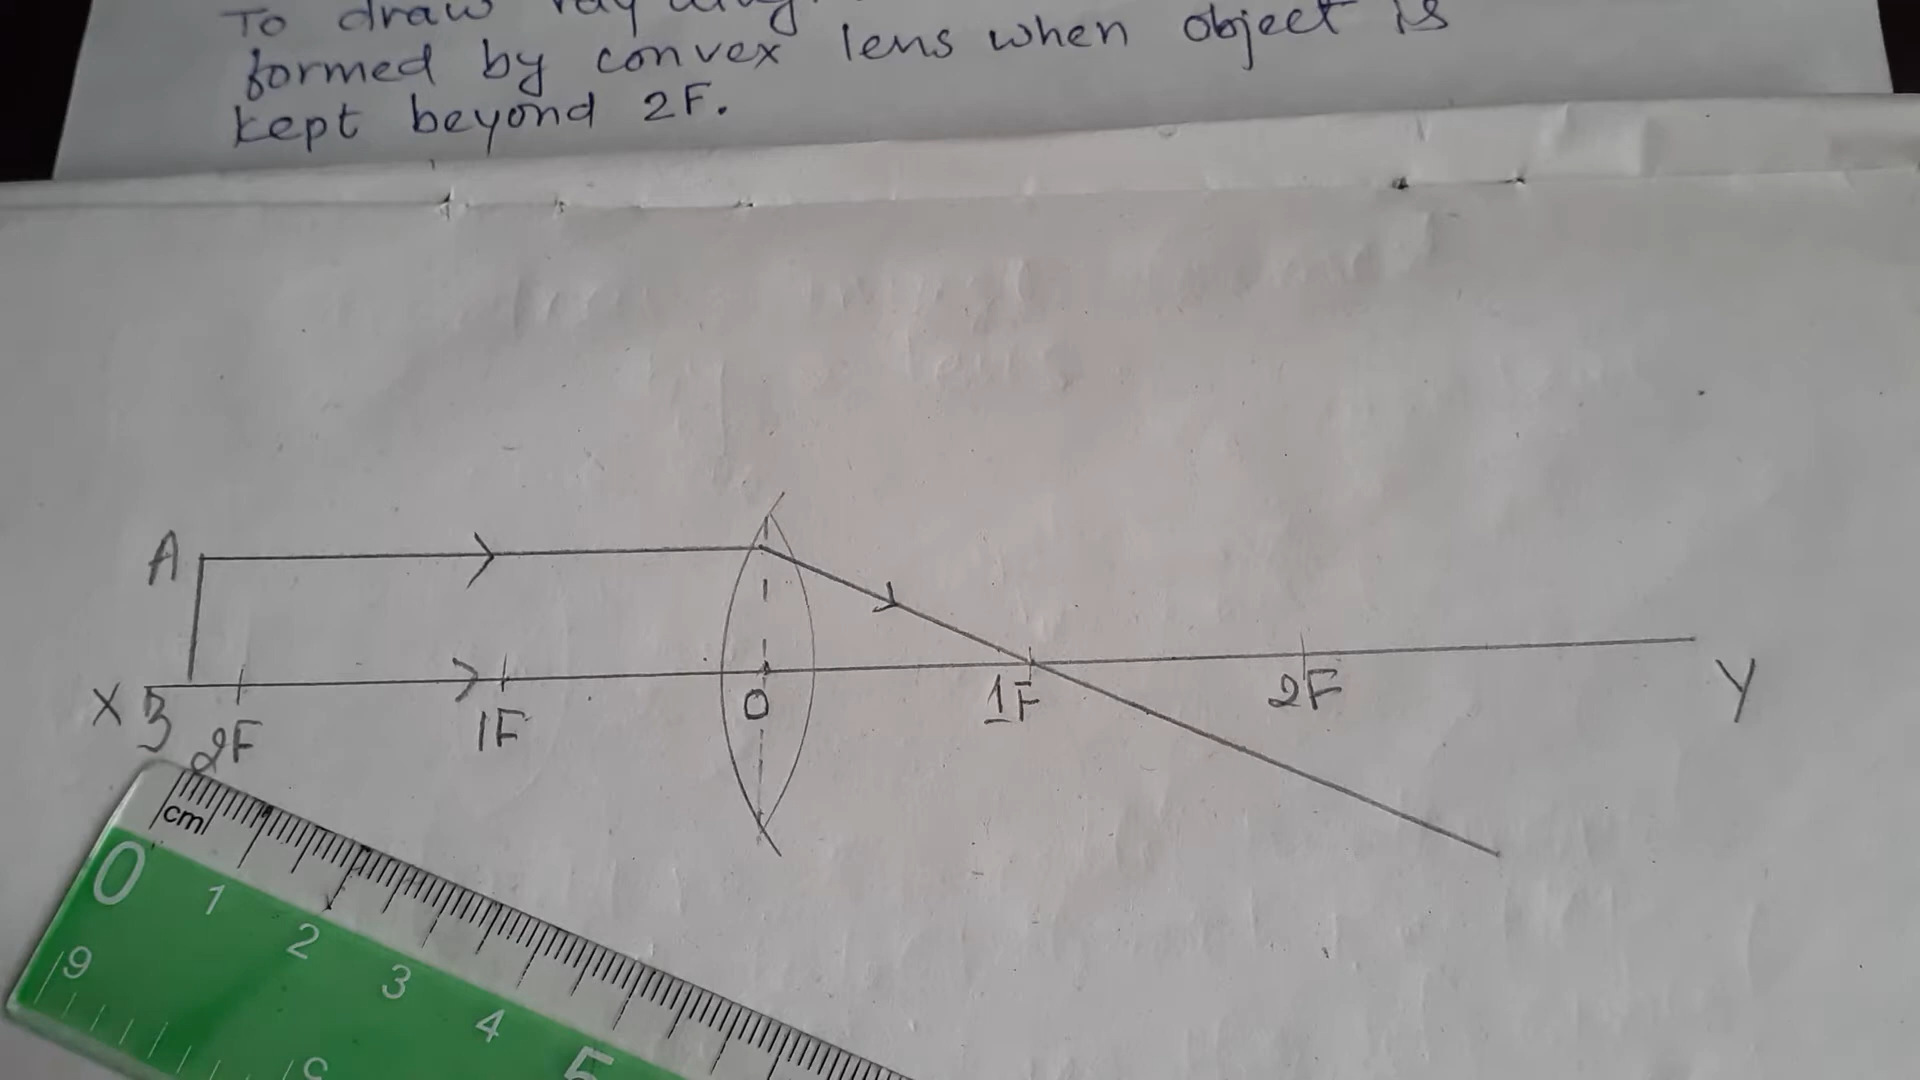 To draw ray
formed by convex lens when object is
kept beyond 2F.
A
X B 2F 1F O 1F 2F Y
cm
0 1 2 3 4 5
9